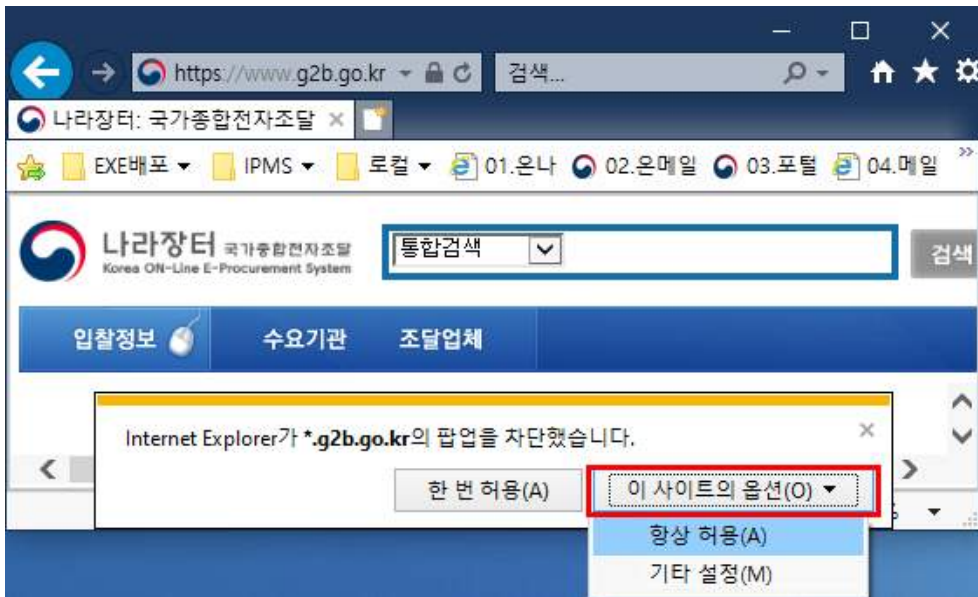 https://www.g2b.go.kr 검색...
나라장터: 국가종합전자조달
EXE배포 IPMS 로컬 01.온나 02.온메일 03.포털 04.메일
나라장터 국가종합전자조달 통합검색 검색
Korea ON-Line E-Procurement System
입찰정보 수요기관 조달업체
Internet Explorer가 *.g2b.go.kr의 팝업을 차단했습니다.
한 번 허용(A) 이 사이트의 옵션(O)
항상 허용(A)
기타 설정(M)